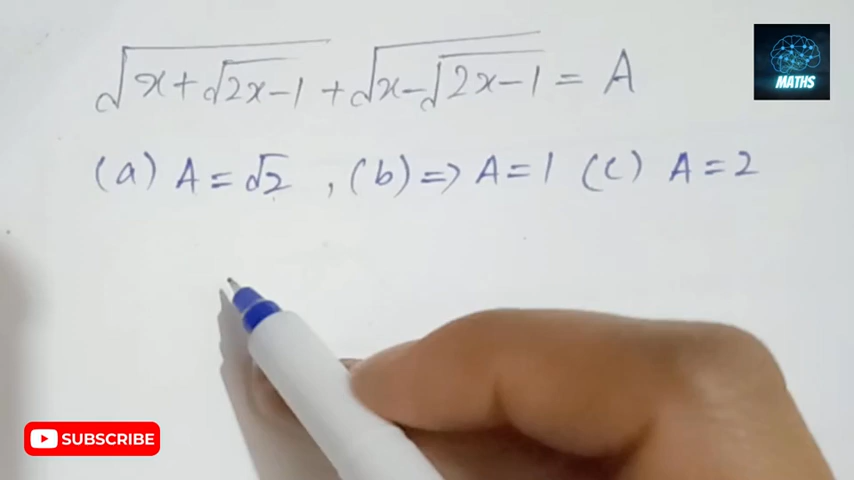 √(x+√(2x-1)) + √(x-√(2x-1)) = A
MATHS
(a) A = √2 , (b) => A = 1 (c) A = 2
SUBSCRIBE